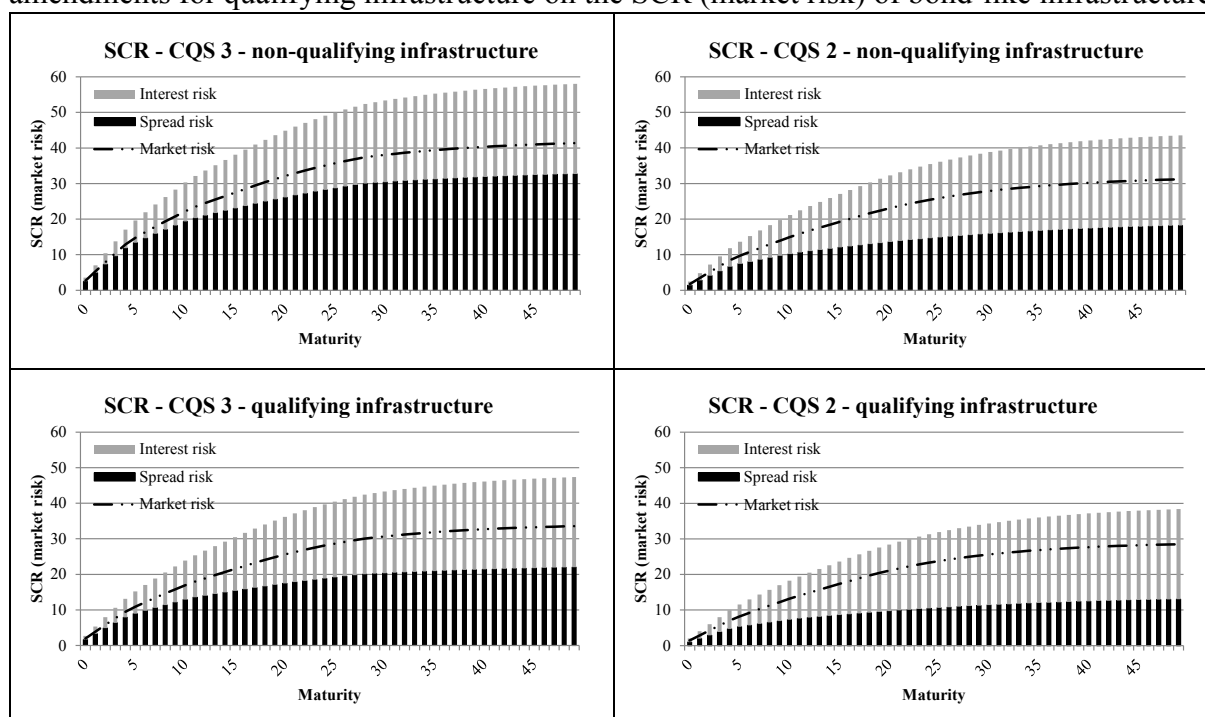 amendments for qualifying infrastructure on the SCR (market risk) of bond-like infrastructure
SCR - CQS 3 - non-qualifying infrastructure
60
50
40
30
20
10
0
SCR (market risk)
Interest risk
Spread risk
Market risk
0 5 10 15 20 25 30 35 40 45
Maturity
SCR - CQS 2 - non-qualifying infrastructure
60
50
40
30
20
10
0
SCR (market risk)
Interest risk
Spread risk
Market risk
0 5 10 15 20 25 30 35 40 45
Maturity
SCR - CQS 3 - qualifying infrastructure
60
50
40
30
20
10
0
SCR (market risk)
Interest risk
Spread risk
Market risk
0 5 10 15 20 25 30 35 40 45
Maturity
SCR - CQS 2 - qualifying infrastructure
60
50
40
30
20
10
0
SCR (market risk)
Interest risk
Spread risk
Market risk
0 5 10 15 20 25 30 35 40 45
Maturity